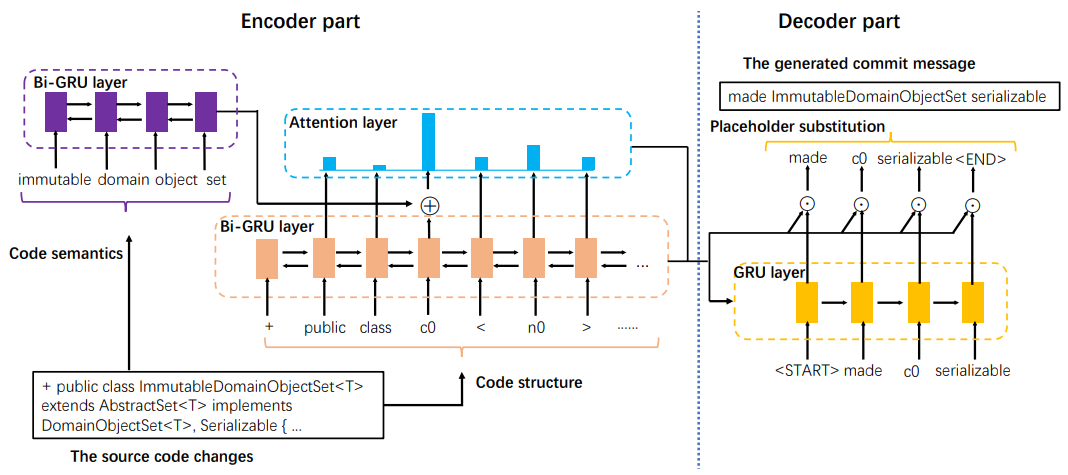 Encoder part
Decoder part
Bi-GRU layer
immutable domain object set
Code semantics
Attention layer
Bi-GRU layer
+ public class c0 < n0 > ......
...
Code structure
+ public class ImmutableDomainObjectSet<T>
extends AbstractSet<T> implements
DomainObjectSet<T>, Serializable { ...
The source code changes
The generated commit message
made ImmutableDomainObjectSet serializable
Placeholder substitution
made c0 serializable <END>
GRU layer
<START> made c0 serializable